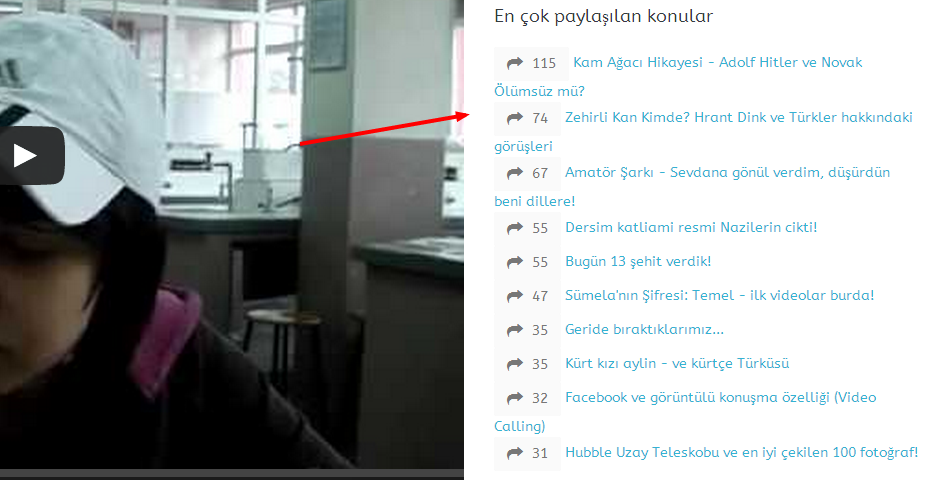 En çok paylaşılan konular
115 Kam Ağacı Hikayesi - Adolf Hitler ve Novak
Ölümsüz mü?
74 Zehirli Kan Kimde? Hrant Dink ve Türkler hakkındaki
görüşleri
67 Amatör Şarkı - Sevdana gönül verdim, düşürdün
beni dillere!
55 Dersim katliami resmi Nazilerin cikti!
55 Bugün 13 şehit verdik!
47 Sümela'nın Şifresi: Temel - ilk videolar burda!
35 Geride bıraktıklarımız...
35 Kürt kızı aylin - ve kürtçe Türküsü
32 Facebook ve görüntülü konuşma özelliği (Video
Calling)
31 Hubble Uzay Teleskobu ve en iyi çekilen 100 fotoğraf!